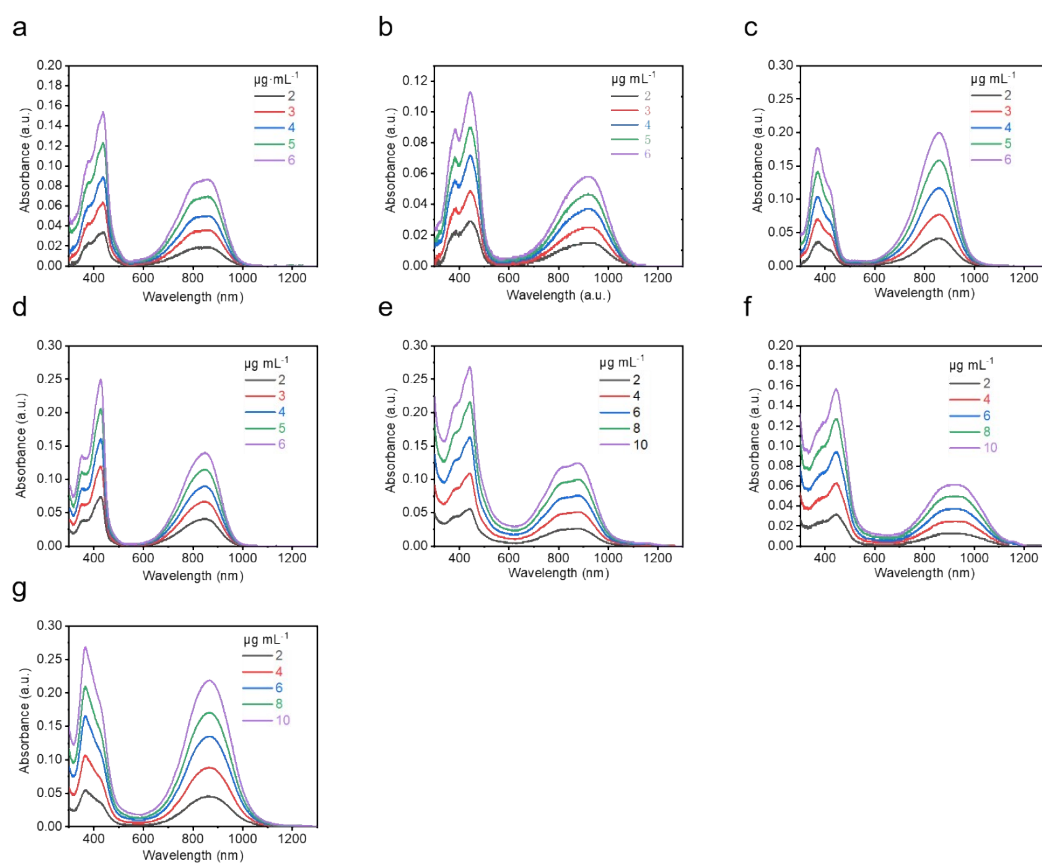 a
b
c
0.20
0.18
0.16
0.14
0.12
0.10
0.08
0.06
0.04
0.02
0.00
Absorbance (a.u.)
400 600 800 1000 1200
Wavelength (nm)
µg·mL⁻¹
2
3
4
5
6
0.12
0.10
0.08
0.06
0.04
0.02
0.00
Absorbance (a.u.)
400 600 800 1000 1200
Wavelength (a.u.)
µg mL⁻¹
2
3
4
5
6
0.30
0.25
0.20
0.15
0.10
0.05
0.00
Absorbance (a.u.)
400 600 800 1000 1200
Wavelength (nm)
µg mL⁻¹
2
3
4
5
6
d
e
f
0.30
0.25
0.20
0.15
0.10
0.05
0.00
Absorbance (a.u.)
400 600 800 1000 1200
Wavelength (nm)
µg mL⁻¹
2
3
4
5
6
0.30
0.25
0.20
0.15
0.10
0.05
0.00
Absorbance (a.u.)
400 600 800 1000 1200
Wavelength (nm)
µg mL⁻¹
2
4
6
8
10
0.20
0.18
0.16
0.14
0.12
0.10
0.08
0.06
0.04
0.02
0.00
Absorbance (a.u.)
400 600 800 1000 1200
Wavelength (nm)
µg mL⁻¹
2
4
6
8
10
g
0.30
0.25
0.20
0.15
0.10
0.05
0.00
Absorbance (a.u.)
400 600 800 1000 1200
Wavelength (nm)
µg mL⁻¹
2
4
6
8
10